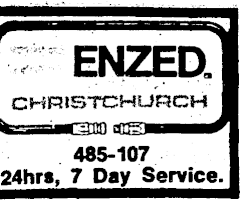 ENZED.
CHRISTCHURCH
485-107
24hrs, 7 Day Service.